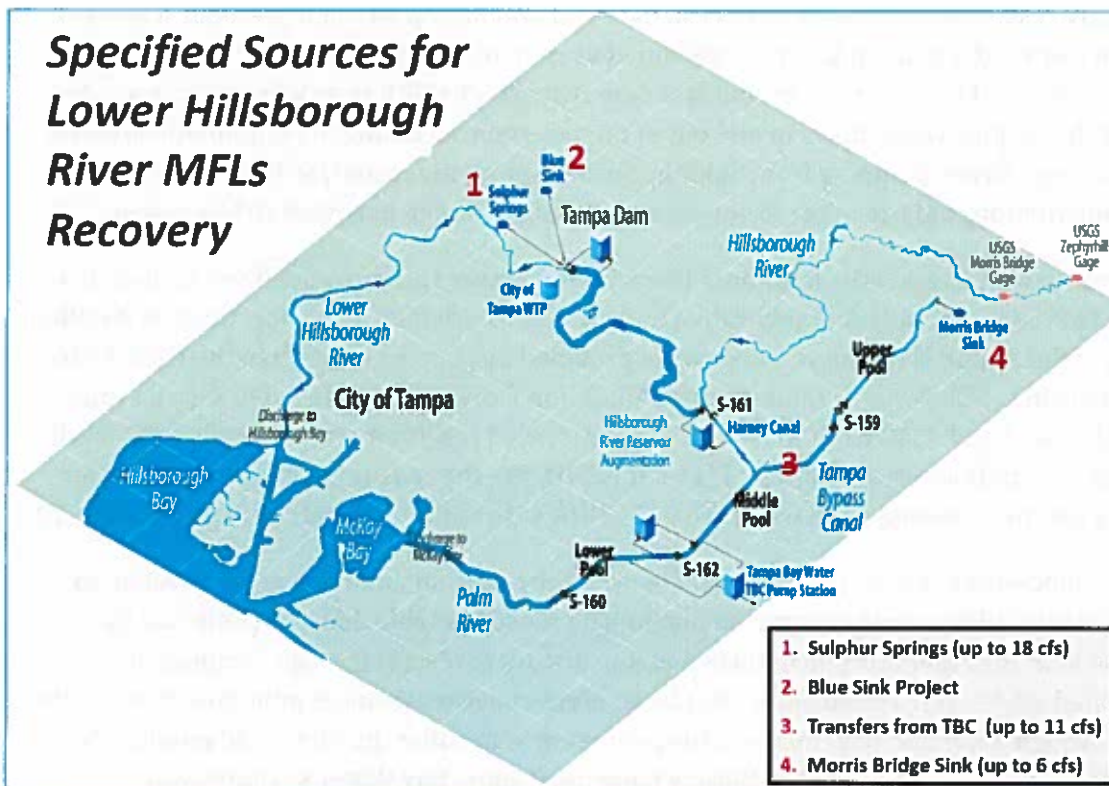 Specified Sources for
Lower Hillsborough
River MFLs
Recovery
1
Sulphur
Springs
Blue
Sink
2
Tampa Dam
City of
Tampa WTP
Hillsborough
River
USGS
Morris Bridge
Gage
USGS
Zephyrhills
Gage
Lower
Hillsborough
River
City of Tampa
Morris Bridge
Sink
4
Upper
Pool
S-161
Harney Canal
S-159
Hillsborough
River Reservoir
Augmentation
3
Tampa
Bypass
Canal
Middle
Pool
Discharge to
Hillsborough Bay
Hillsborough
Bay
McKay
Bay
Discharge to
McKay Bay
Lower
Pool
S-162
Tampa Bay Water
TBC Pump Station
S-160
Palm
River
1. Sulphur Springs (up to 18 cfs)
2. Blue Sink Project
3. Transfers from TBC (up to 11 cfs)
4. Morris Bridge Sink (up to 6 cfs)